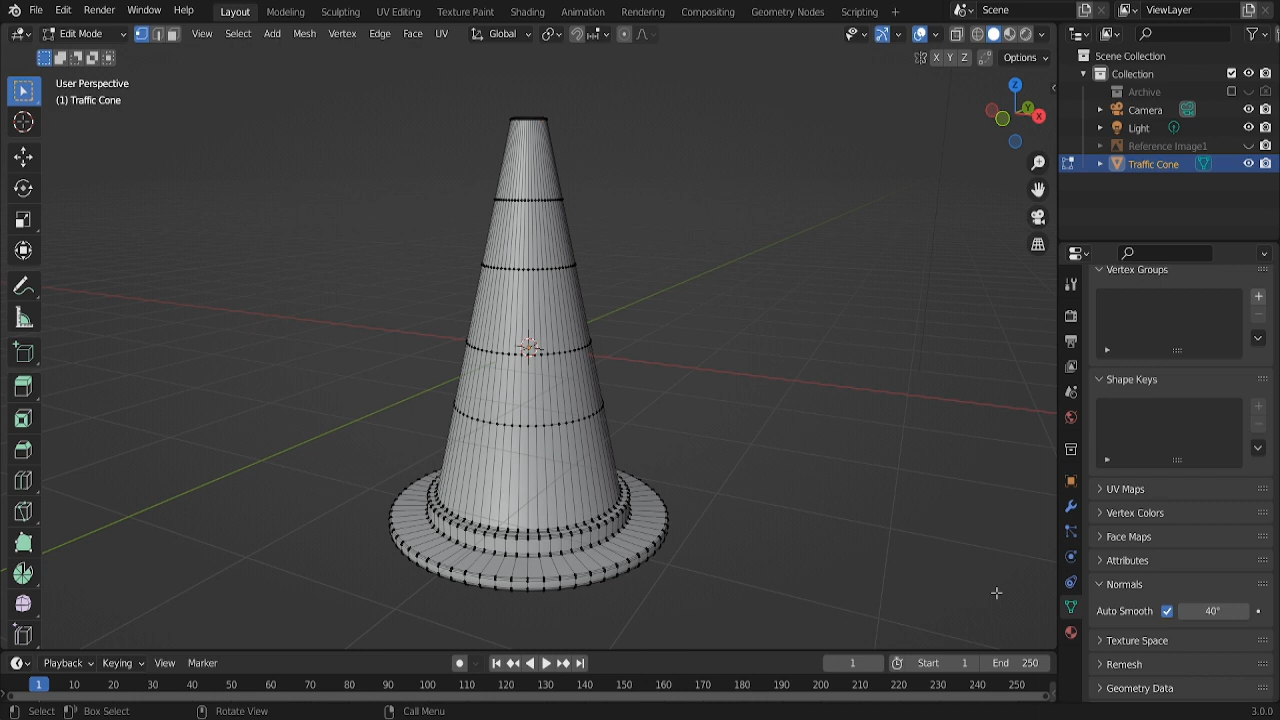 File Edit Render Window Help Layout Modeling Sculpting UV Editing Texture Paint Shading Animation Rendering Compositing Geometry Nodes Scripting + Scene ViewLayer
Edit Mode View Select Add Mesh Vertex Edge Face UV Global
X Y Z Options
User Perspective
(1) Traffic Cone
Z
Y
X
Scene Collection
Collection
Archive
Camera
Light
Reference Image1
Traffic Cone
Vertex Groups
Shape Keys
UV Maps
Vertex Colors
Face Maps
Attributes
Normals
Auto Smooth 40°
Texture Space
Remesh
Geometry Data
Playback Keying View Marker 1 Start 1 End 250
1 10 20 30 40 50 60 70 80 90 100 110 120 130 140 150 160 170 180 190 200 210 220 230 240 250
Select Box Select Rotate View Call Menu 3.0.0